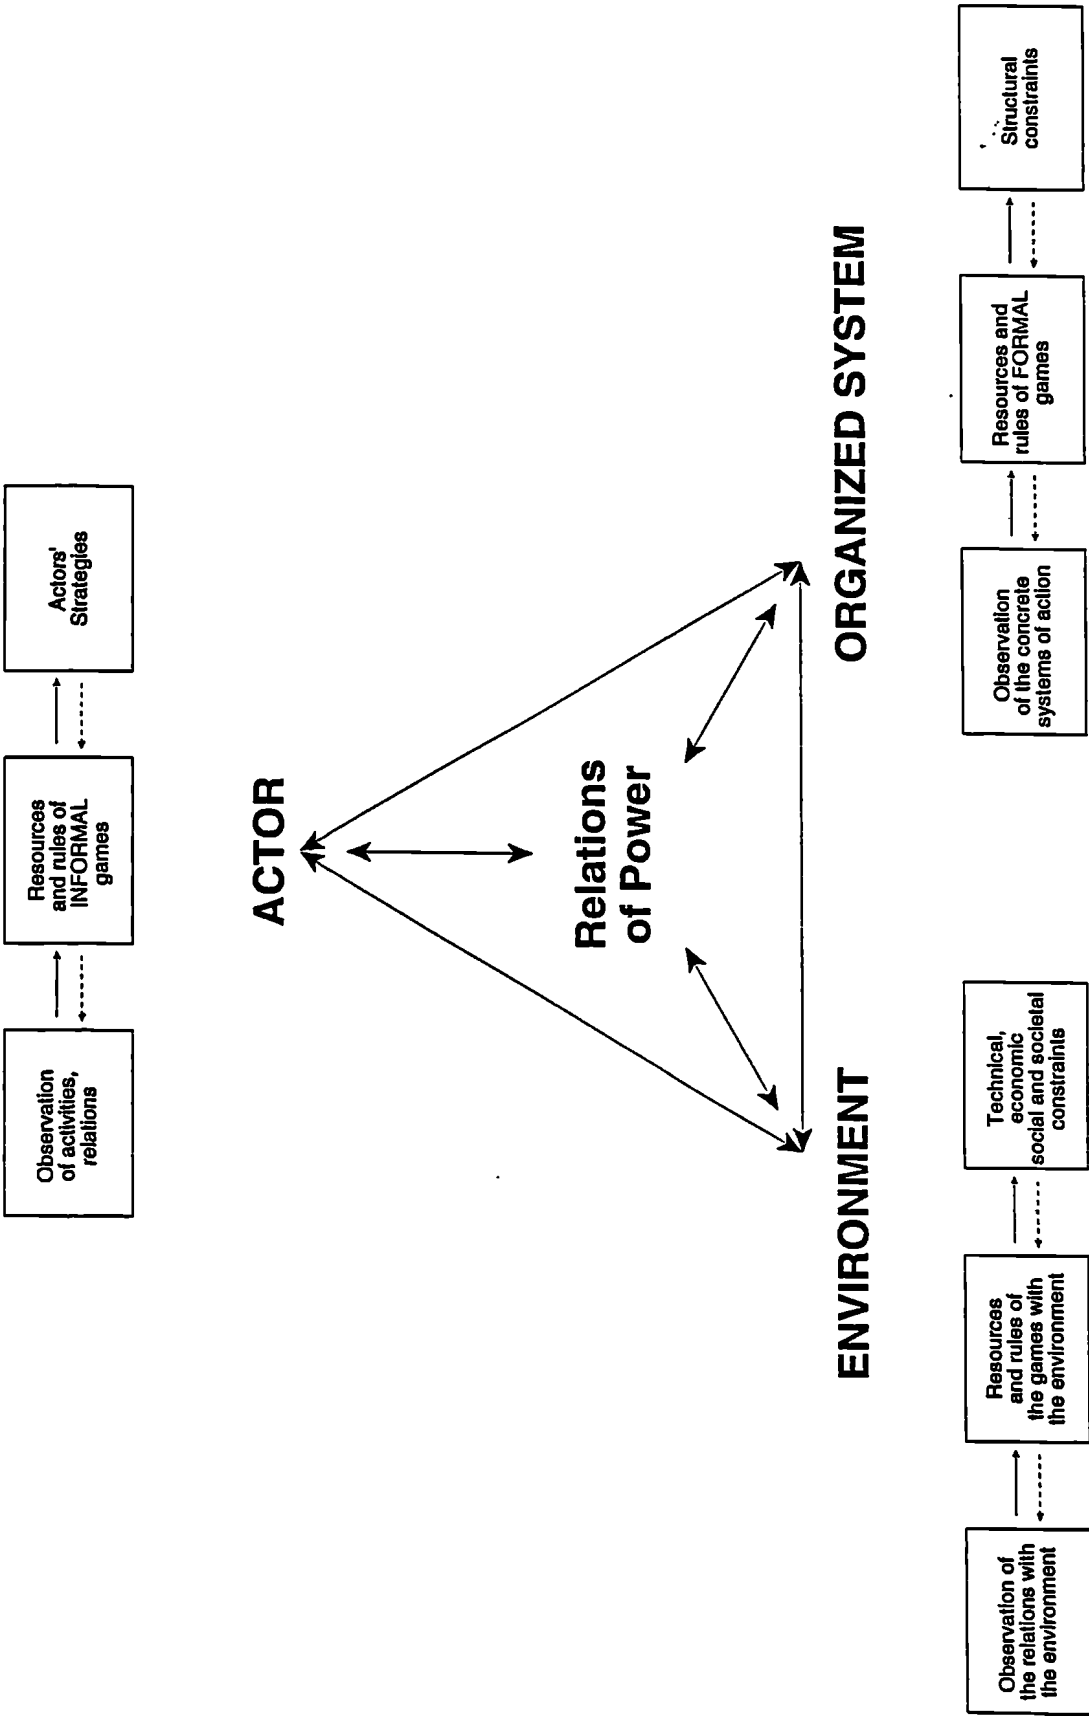 Observation
of activities,
relations
Resources
and rules of
INFORMAL
games
Actors'
Strategies
ACTOR
Relations
of Power
ENVIRONMENT
ORGANIZED SYSTEM
Observation of
the relations with
the environment
Resources
and rules of
the games with
the environment
Technical,
economic
social and societal
constraints
Observation
of the concrete
systems of action
Resources and
rules of FORMAL
games
Structural
constraints